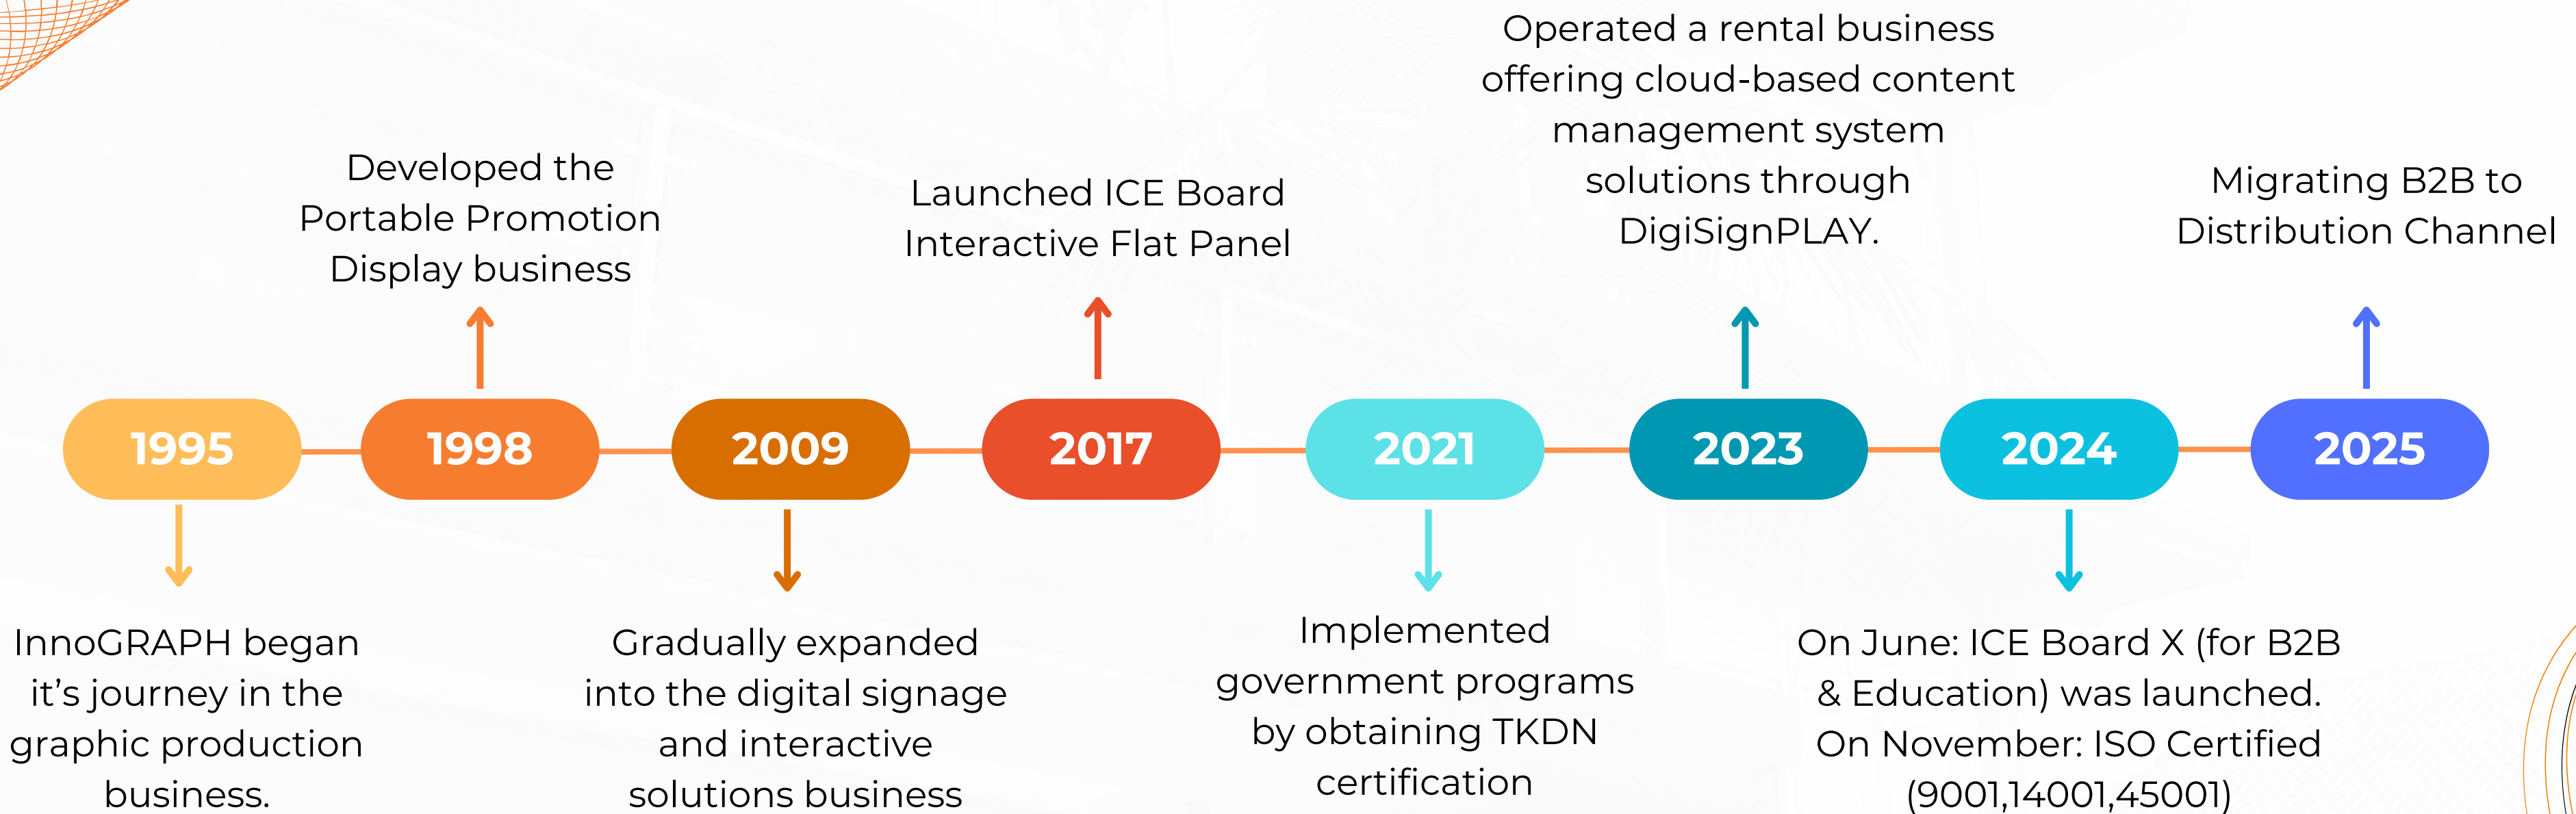 Operated a rental business
offering cloud-based content
management system
solutions through
DigiSignPLAY.
Developed the
Portable Promotion
Display business
Launched ICE Board
Interactive Flat Panel
Migrating B2B to
Distribution Channel
1995
1998
2009
2017
2021
2023
2024
2025
InnoGRAPH began
it’s journey in the
graphic production
business.
Gradually expanded
into the digital signage
and interactive
solutions business
Implemented
government programs
by obtaining TKDN
certification
On June: ICE Board X (for B2B
& Education) was launched.
On November: ISO Certified
(9001,14001,45001)